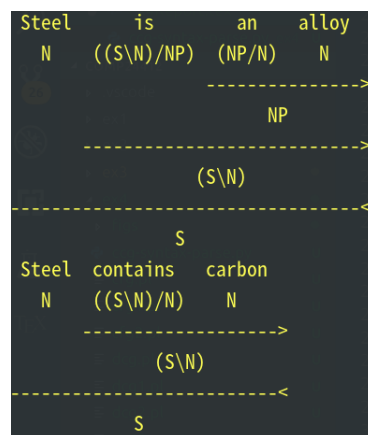 Steel is an alloy
N ((S\N)/NP) (NP/N) N
--------------->
NP
--------------------------->
(S\N)
----------------------------------<
S
Steel contains carbon
N ((S\N)/N) N
------------------->
(S\N)
--------------------------<
S